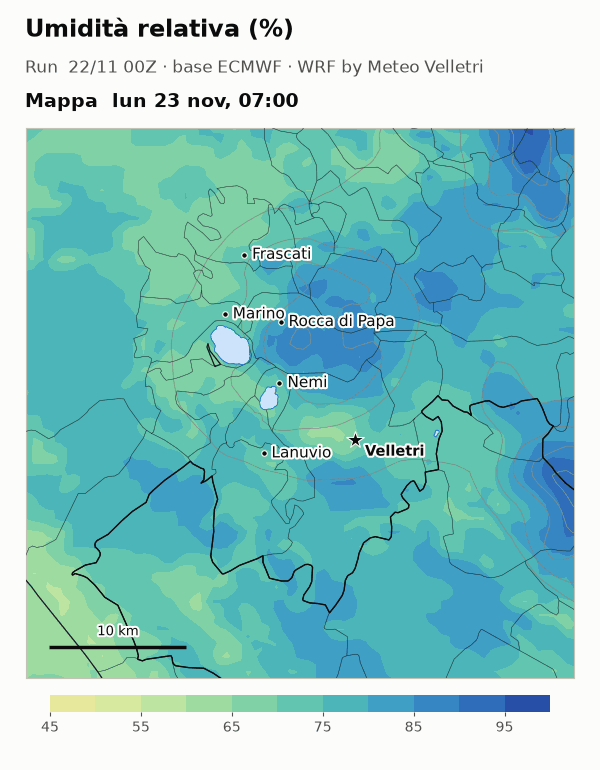 Umidità relativa (%)
Run  22/11 00Z · base ECMWF · WRF by Meteo Velletri
Mappa  lun 23 nov, 07:00
Frascati
Marino
Rocca di Papa
Nemi
Velletri
Lanuvio
10 km
45 55 65 75 85 95